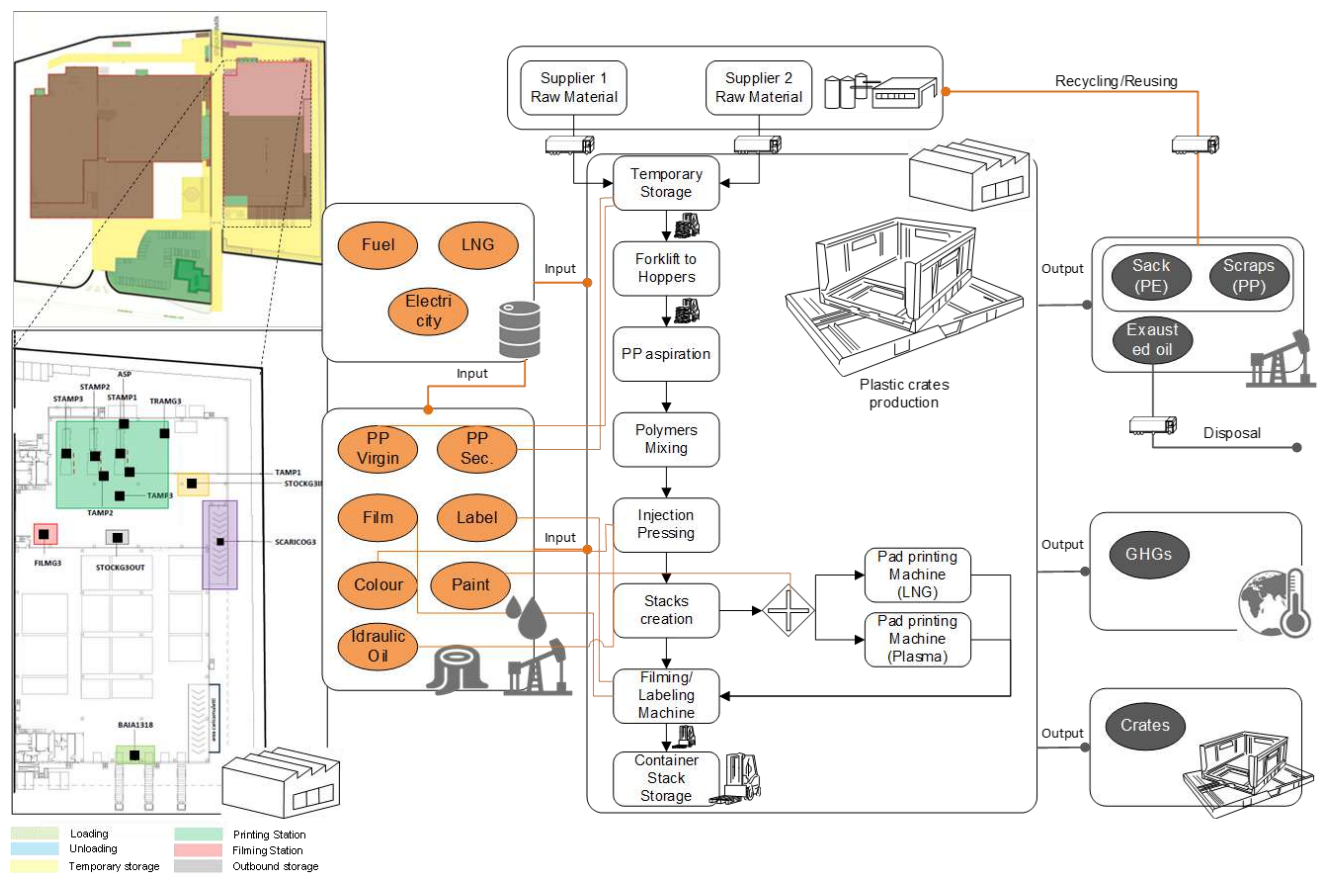 Supplier 1
Raw Material
Supplier 2
Raw Material
Recycling/Reusing
Temporary
Storage
Fuel
LNG
Electri
city
Input
Forklift to
Hoppers
Output
Sack
(PE)
Scraps
(PP)
Exaust
ed oil
PP aspiration
Plastic crates
production
Input
Disposal
ASP
STAMP2
STAMP3
STAMP1
TRAMG3
TAMP1
STOCKG3IN
TAMP3
TAMP2
SCARICOG3
FILMG3
STOCKG3OUT
BAIA1318
PP
Virgin
PP
Sec.
Polymers
Mixing
Film
Label
Injection
Pressing
Input
Output
GHGs
Colour
Paint
Pad printing
Machine
(LNG)
Stacks
creation
Idraulic
Oil
Pad printing
Machine
(Plasma)
Filming/
Labeling
Machine
Output
Crates
Container
Stack
Storage
Loading
Unloading
Temporary storage
Printing Station
Filming Station
Outbound storage